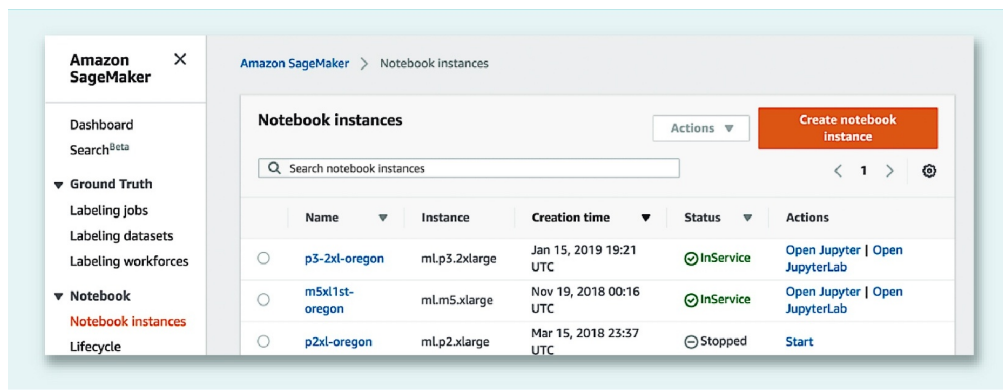 Amazon
SageMaker
×
Dashboard
Search Beta
▼ Ground Truth
Labeling jobs
Labeling datasets
Labeling workforces
▼ Notebook
Notebook instances
Lifecycle
Amazon SageMaker > Notebook instances
Notebook instances
Actions ▼
Create notebook
instance
Search notebook instances
< 1 >
Name ▼ Instance Creation time ▼ Status ▼ Actions
p3-2xl-oregon ml.p3.2xlarge Jan 15, 2019 19:21
UTC
InService Open Jupyter | Open
JupyterLab
m5xl1st-
oregon
ml.m5.xlarge Nov 19, 2018 00:16
UTC
InService Open Jupyter | Open
JupyterLab
p2xl-oregon ml.p2.xlarge Mar 15, 2018 23:37
UTC
Stopped Start